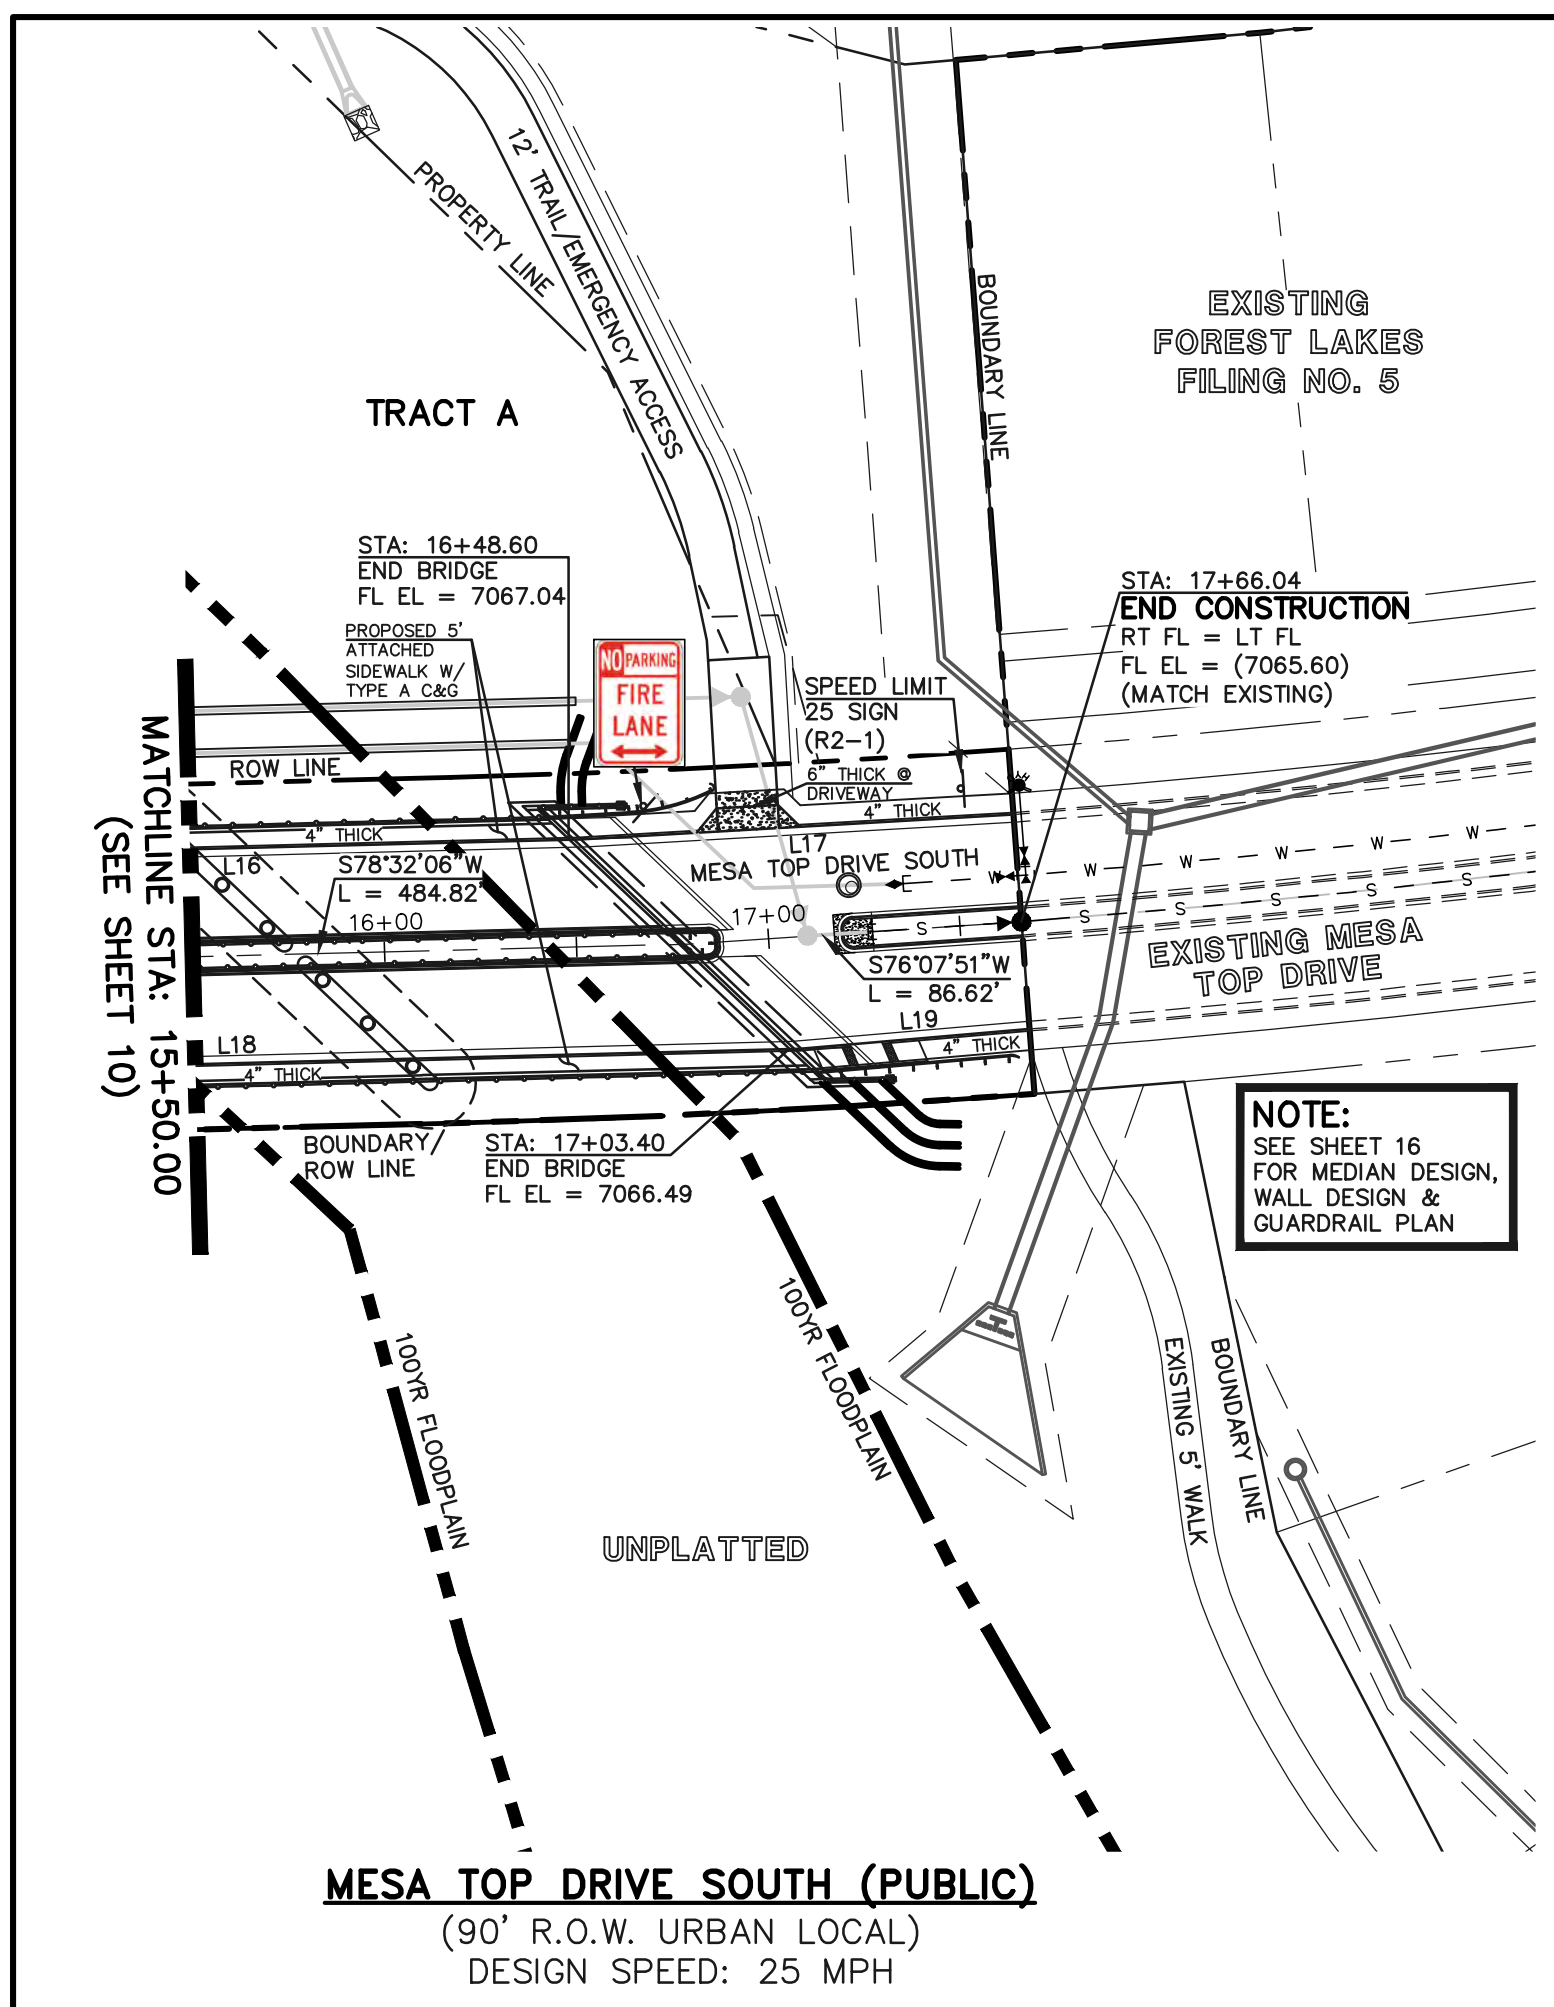 12' TRAIL/EMERGENCY ACCESS
PROPERTY LINE
BOUNDARY LINE
EXISTING
FOREST LAKES
FILING NO. 5
TRACT A
STA: 16+48.60
END BRIDGE
FL EL = 7067.04
PROPOSED 5'
ATTACHED
SIDEWALK W/
TYPE A C&G
NO PARKING
FIRE
LANE
SPEED LIMIT
25 SIGN
(R2-1)
STA: 17+66.04
END CONSTRUCTION
RT FL = LT FL
FL EL = (7065.60)
(MATCH EXISTING)
MATCHLINE STA: 15+50.00
(SEE SHEET 10)
ROW LINE
6" THICK @
DRIVEWAY
4" THICK
4" THICK
L16
L17
MESA TOP DRIVE SOUTH
S78°32'06"W
L = 484.82'
16+00
17+00
W W W W W
S S S S S S
S76°07'51"W
L = 86.62'
EXISTING MESA
TOP DRIVE
L18
L19
4" THICK
4" THICK
BOUNDARY/
ROW LINE
STA: 17+03.40
END BRIDGE
FL EL = 7066.49
NOTE:
SEE SHEET 16
FOR MEDIAN DESIGN,
WALL DESIGN &
GUARDRAIL PLAN
100YR FLOODPLAIN
100YR FLOODPLAIN
EXISTING 5' WALK
BOUNDARY LINE
UNPLATTED
MESA TOP DRIVE SOUTH (PUBLIC)
(90' R.O.W. URBAN LOCAL)
DESIGN SPEED: 25 MPH